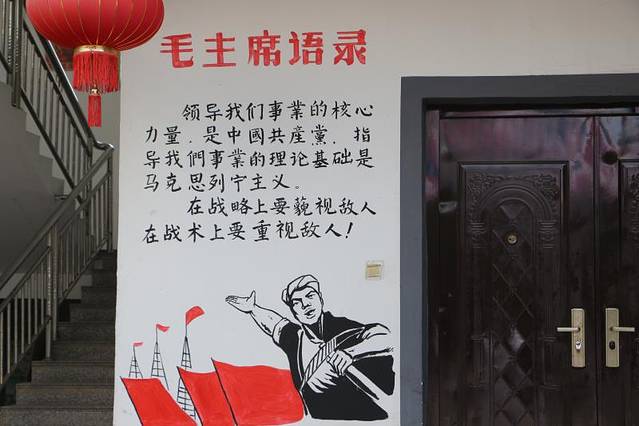 毛主席语录
领导我们事業的核心
力量．是中國共産黨．指
导我們事業的理论基础是
马克思列宁主义。
在战略上要藐视敌人
在战术上要重视敌人！